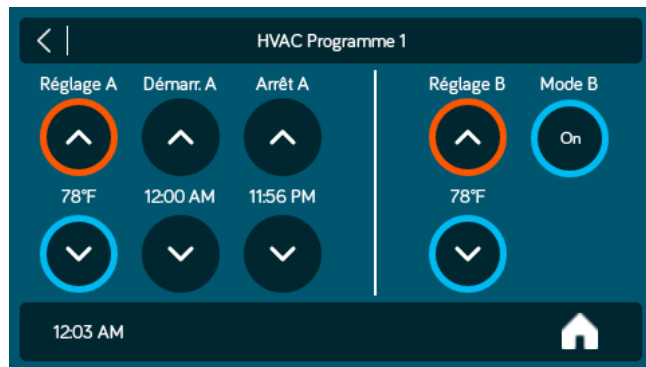 HVAC Programme 1
Réglage A Démarr. A Arrêt A Réglage B Mode B
On
78°F 12:00 AM 11:56 PM 78°F
12:03 AM